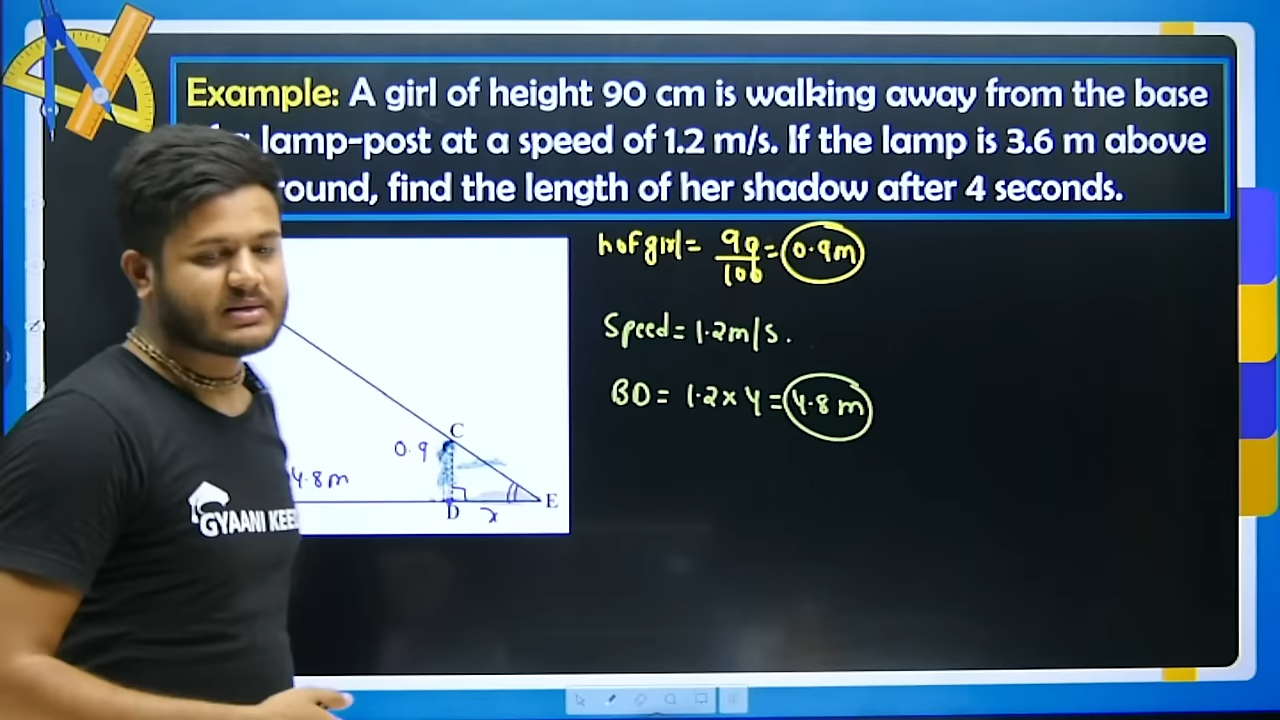 Example: A girl of height 90 cm is walking away from the base
lamp-post at a speed of 1.2 m/s. If the lamp is 3.6 m above
find the length of her shadow after 4 seconds.
h of girl = 90/100 = 0.9m
Speed = 1.2m/s.
BD = 1.2 x 4 = 4.8 m
C
0.9
4.8m
D
x
E
GYAANI KEE